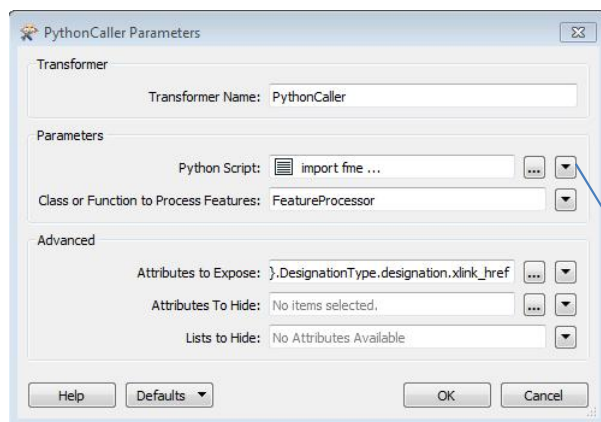 PythonCaller Parameters
Transformer
Transformer Name: PythonCaller
Parameters
Python Script: import fme ... ...
Class or Function to Process Features: FeatureProcessor
Advanced
Attributes to Expose: }.DesignationType.designation.xlink_href ...
Attributes To Hide: No items selected. ...
Lists to Hide: No Attributes Available
Help Defaults OK Cancel